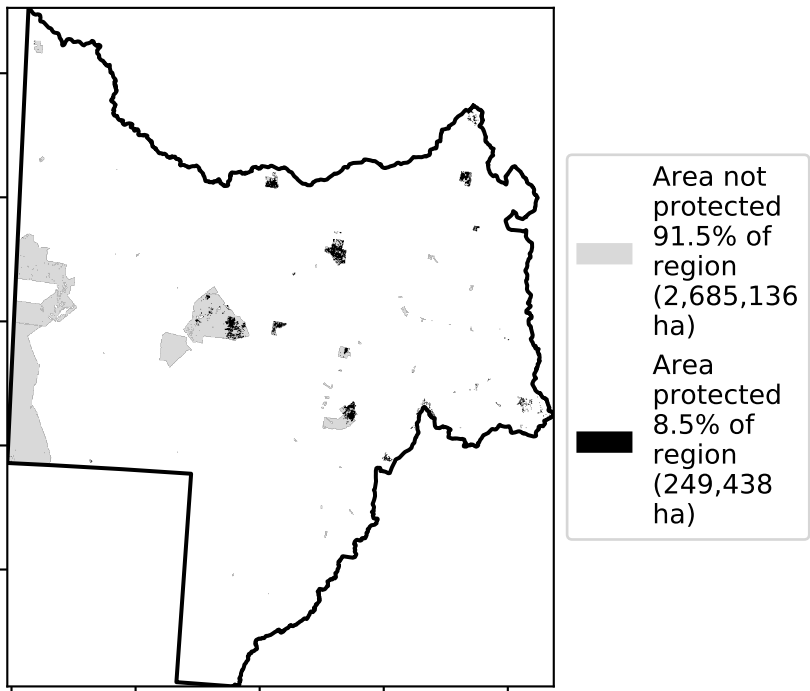 Area not
protected
91.5% of
region
(2,685,136
ha)
Area
protected
8.5% of
region
(249,438
ha)